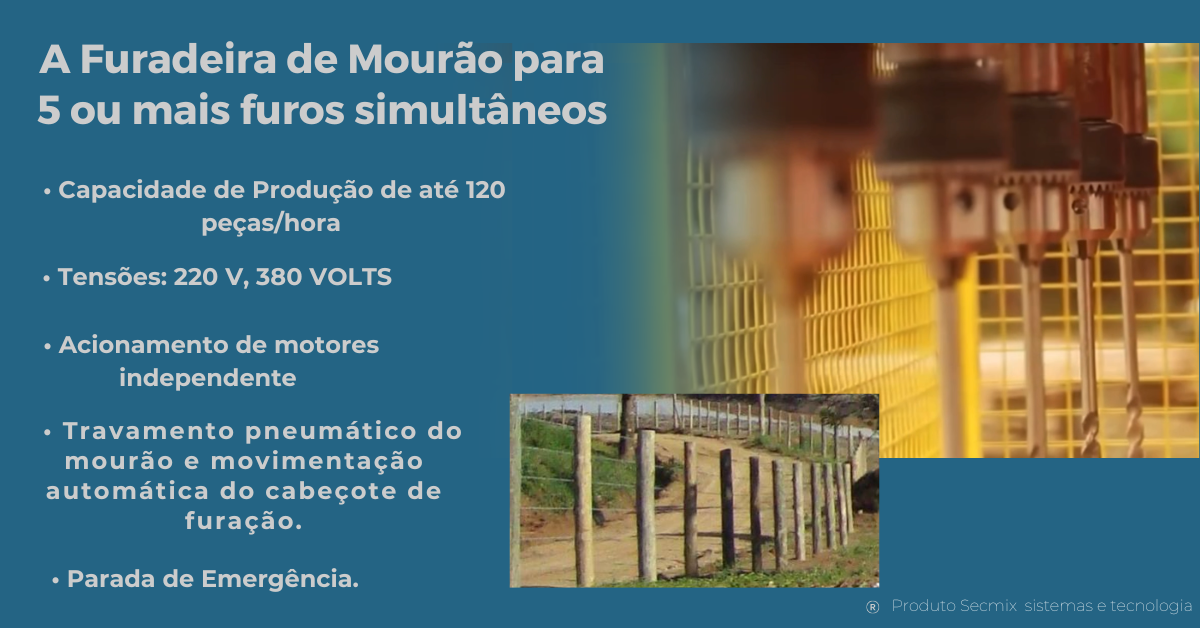 A Furadeira de Mourão para
5 ou mais furos simultâneos
• Capacidade de Produção de até 120
peças/hora
• Tensões: 220 V, 380 VOLTS
• Acionamento de motores
independente
• Travamento pneumático do
mourão e movimentação
automática do cabeçote de
furação.
• Parada de Emergência.
® Produto Secmix sistemas e tecnologia